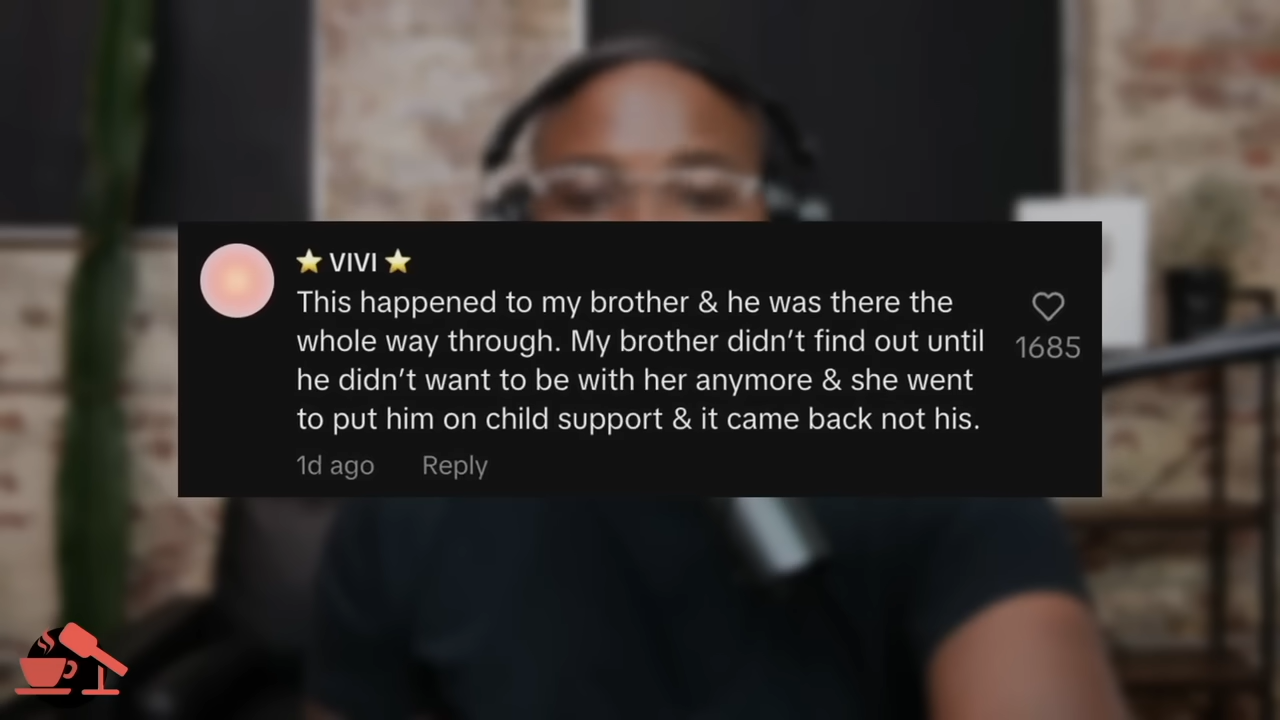 ⭐ VIVI ⭐
This happened to my brother & he was there the
whole way through. My brother didn’t find out until
he didn’t want to be with her anymore & she went
to put him on child support & it came back not his.
1685
1d ago Reply